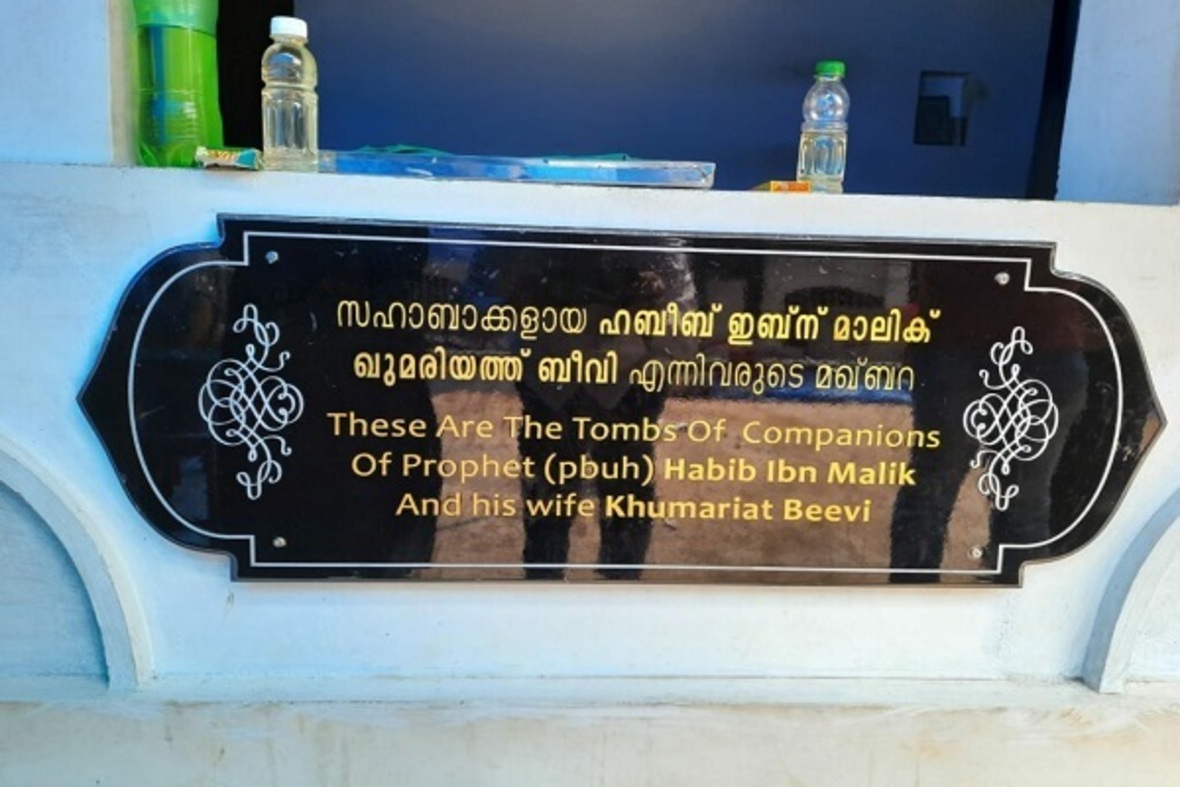 സഹാബാക്കളായ ഹബീബ് ഇബ്ന് മാലിക്
ഖുമരിയത്ത് ബീവി എന്നിവരുടെ മഖ്ബറ
These Are The Tombs Of Companions
Of Prophet (pbuh) Habib Ibn Malik
And his wife Khumariat Beevi